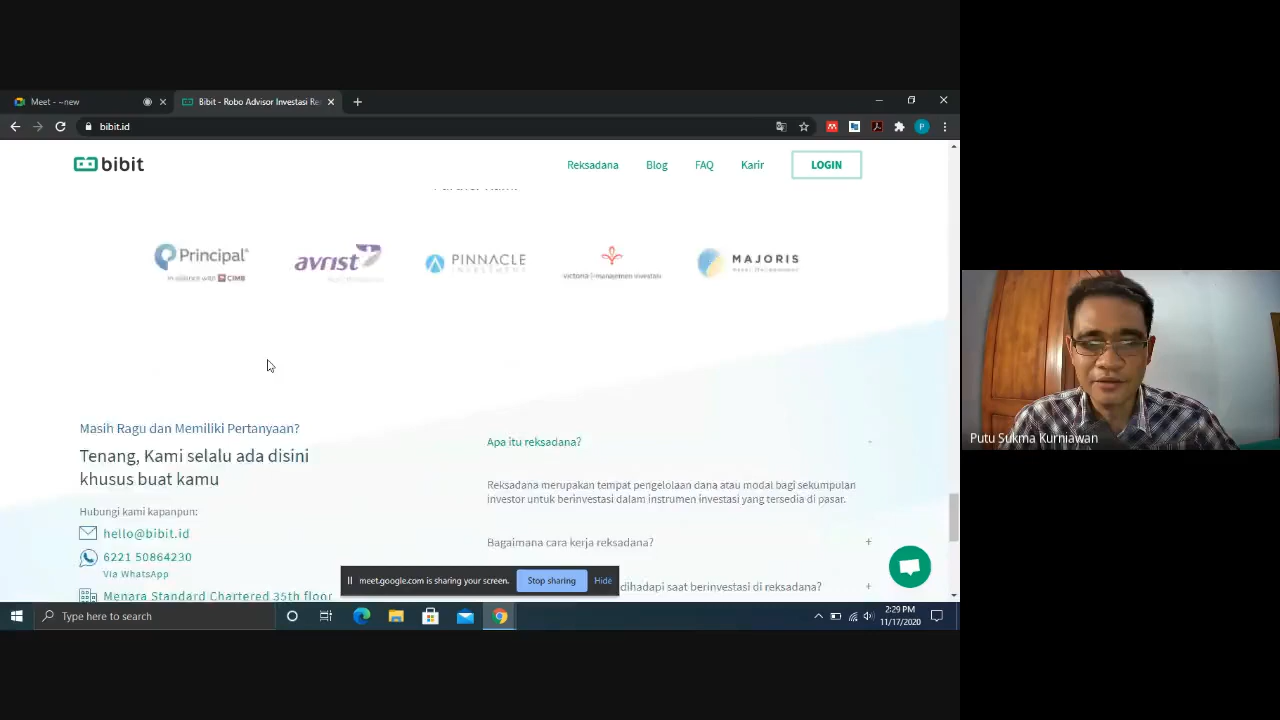 Meet - ~new
Bibit - Robo Advisor Investasi Re
bibit.id
bibit
Reksadana
Blog
FAQ
Karir
LOGIN
Principal
in alliance with CIMB
avrist
PINNACLE
INVESTMENT
victoria manajemen investasi
MAJORIS
Asset Management
Masih Ragu dan Memiliki Pertanyaan?
Tenang, Kami selalu ada disini
khusus buat kamu
Hubungi kami kapanpun:
hello@bibit.id
6221 50864230
Via WhatsApp
Menara Standard Chartered 35th floor
Apa itu reksadana?
-
Reksadana merupakan tempat pengelolaan dana atau modal bagi sekumpulan
investor untuk berinvestasi dalam instrumen investasi yang tersedia di pasar.
Bagaimana cara kerja reksadana?
+
dihadapi saat berinvestasi di reksadana?
+
meet.google.com is sharing your screen.
Stop sharing
Hide
Type here to search
2:29 PM
11/17/2020
Putu Sukma Kurniawan